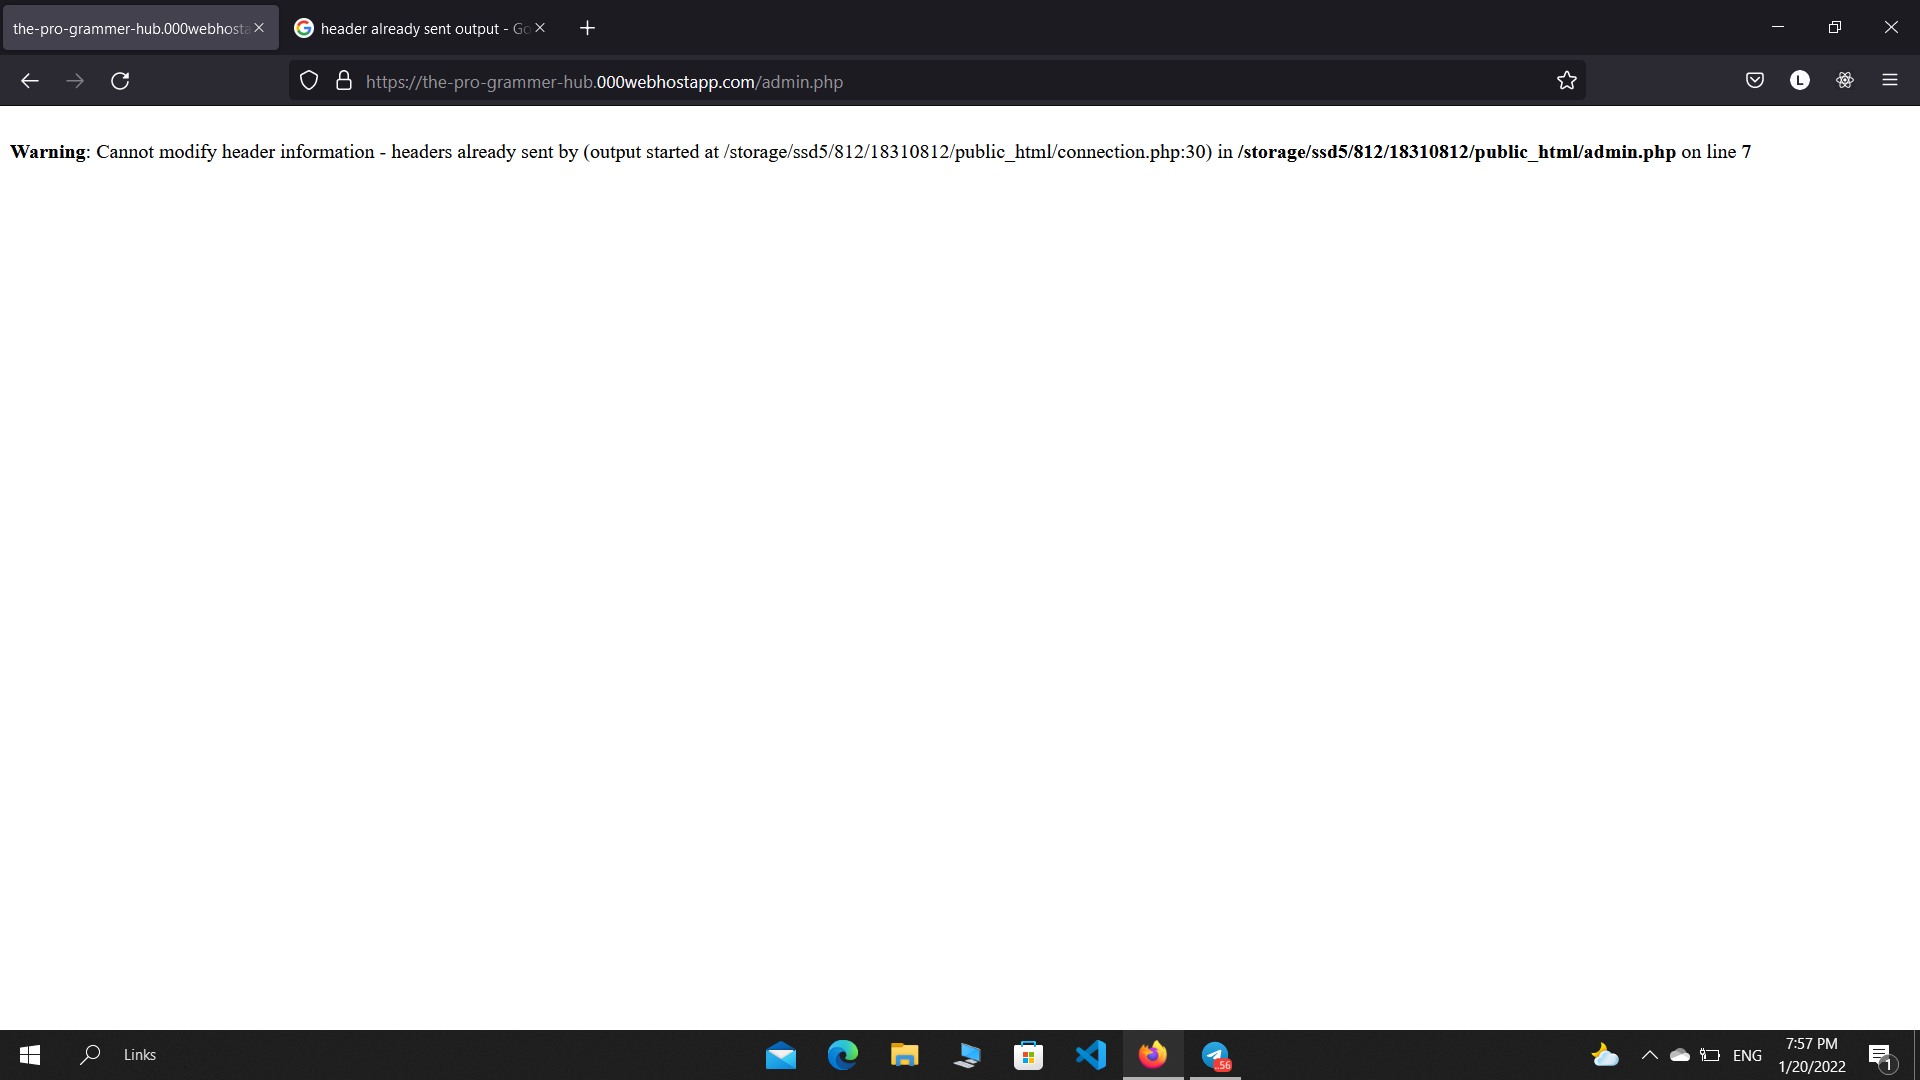 the-pro-grammer-hub.000webhosta
header already sent output - Go
https://the-pro-grammer-hub.000webhostapp.com/admin.php
L
Warning: Cannot modify header information - headers already sent by (output started at /storage/ssd5/812/18310812/public_html/connection.php:30) in /storage/ssd5/812/18310812/public_html/admin.php on line 7
Links
..56
ENG
7:57 PM
1/20/2022
1